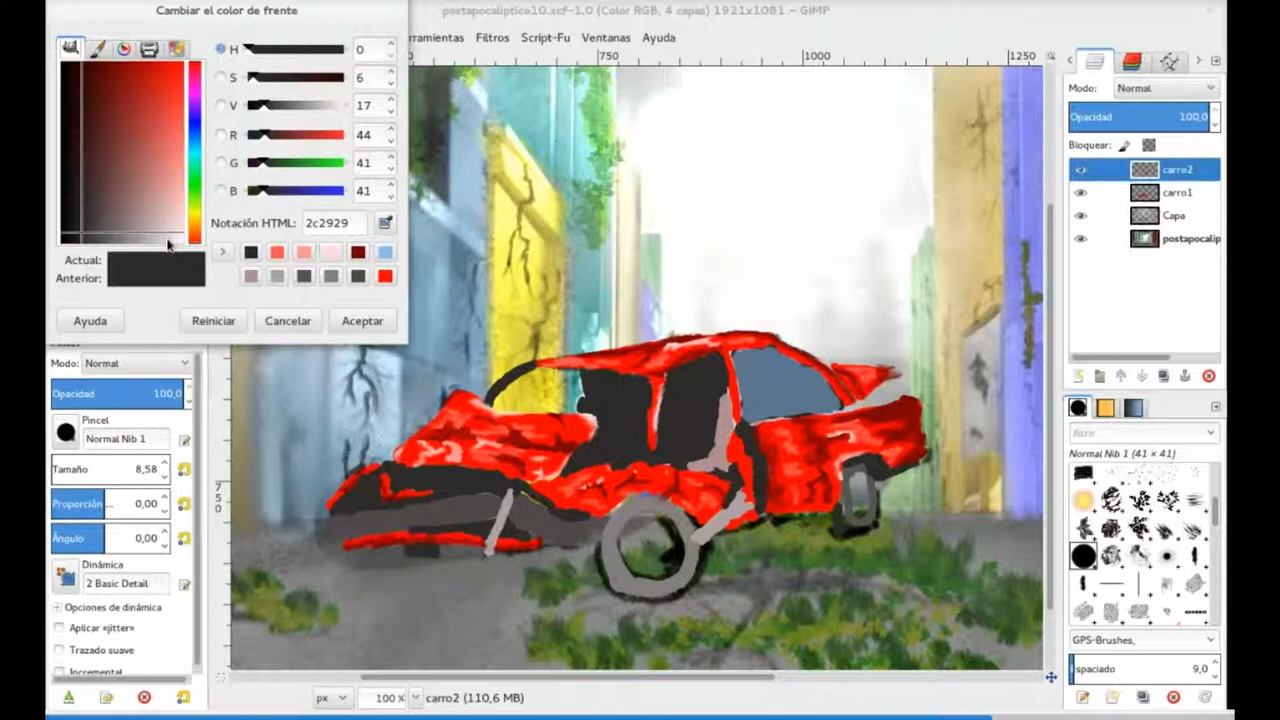 Cambiar el color de frente
postapocaliptico10.xcf-1.0 (Color RGB, 4 capas) 1921x1081 – GIMP
rramientas Filtros Script-Fu Ventanas Ayuda
750 1000 1250
H 0
S 6
V 17
R 44
G 41
B 41
Notación HTML: 2c2929
Actual:
Anterior:
Ayuda Reiniciar Cancelar Aceptar
Modo: Normal
Opacidad 100,0
Pincel
Normal Nib 1
Tamaño 8,58
Proporción ... 0,00
Ángulo 0,00
Dinámica
2 Basic Detail
Opciones de dinámica
Aplicar «jitter»
Trazado suave
Incremental
750
px 100 % carro2 (110,6 MB)
Modo: Normal
Opacidad 100,0
Bloquear:
carro2
carro1
Capa
postapocalip
filtro
Normal Nib 1 (41 × 41)
GPS-Brushes,
spaciado 9,0